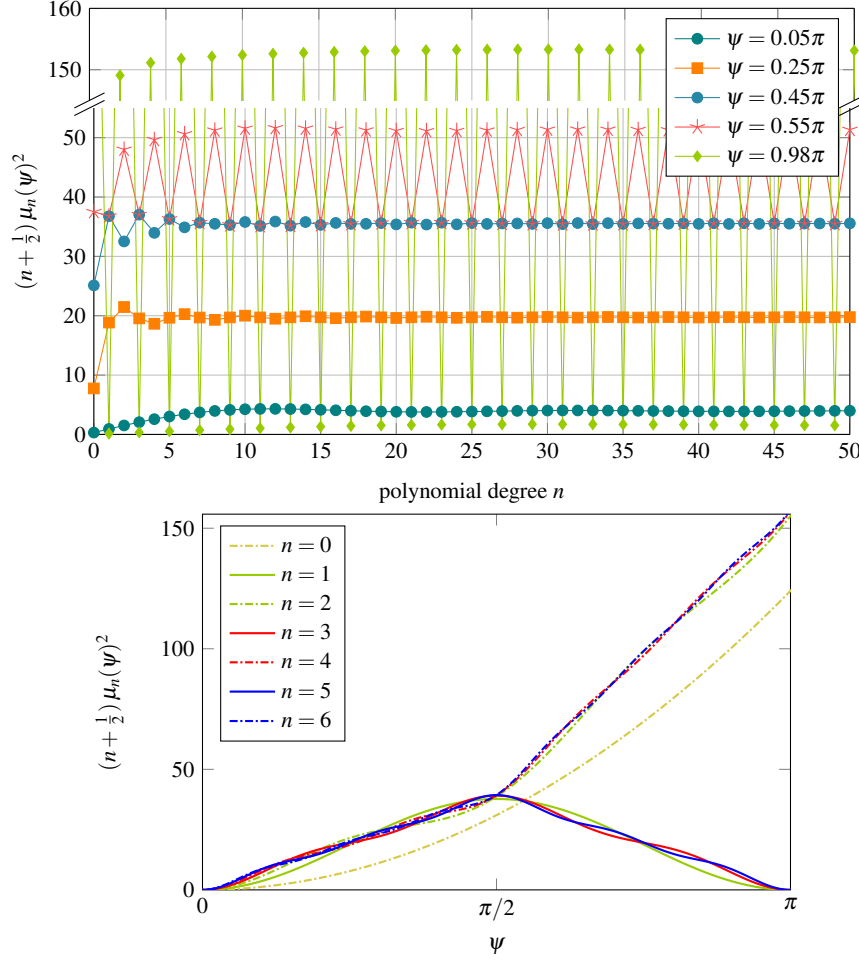 160
150
50
40
30
20
10
0
(n + 1/2) μₙ(ψ)²
ψ = 0.05π
ψ = 0.25π
ψ = 0.45π
ψ = 0.55π
ψ = 0.98π
0 5 10 15 20 25 30 35 40 45 50
polynomial degree n
150
100
50
0
(n + 1/2) μₙ(ψ)²
n = 0
n = 1
n = 2
n = 3
n = 4
n = 5
n = 6
0 π/2 π
ψ